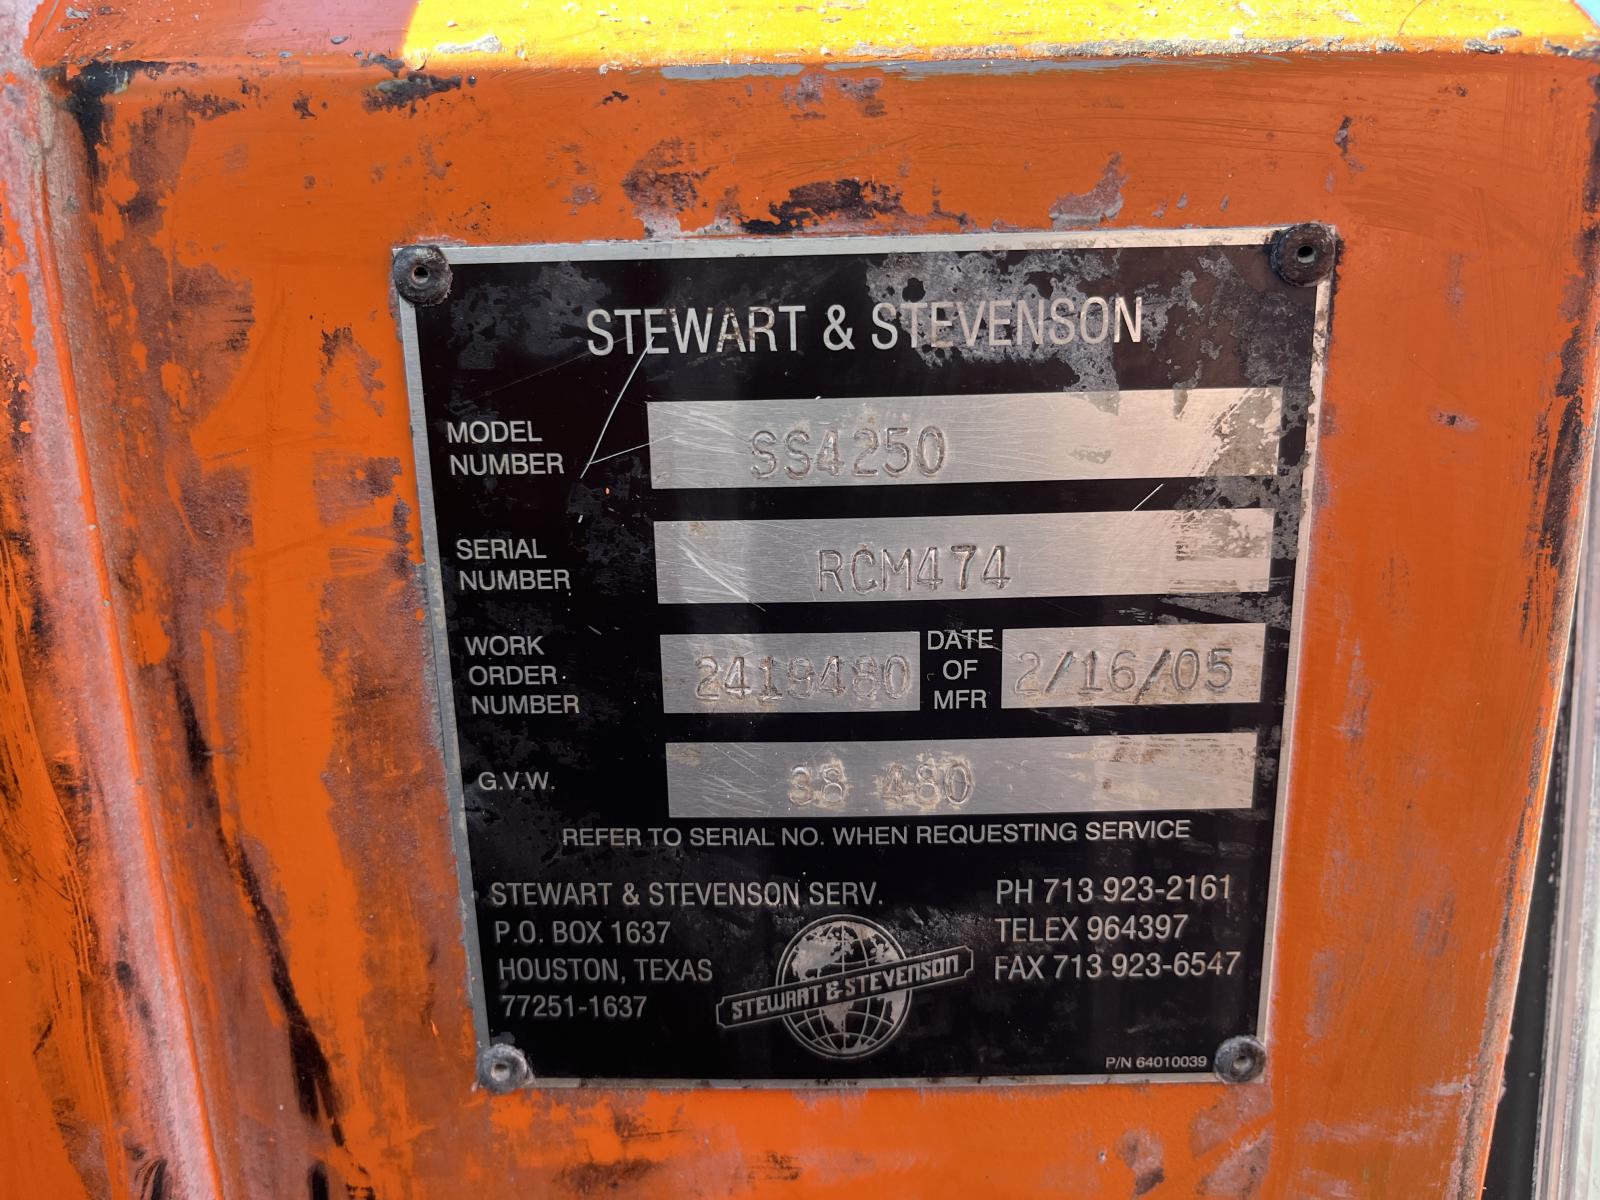 STEWART & STEVENSON
MODEL NUMBER SS4250
SERIAL NUMBER RCM474
WORK ORDER NUMBER 2419480 DATE OF MFR 2/16/05
G.V.W. 38 480
REFER TO SERIAL NO. WHEN REQUESTING SERVICE
STEWART & STEVENSON SERV. PH 713 923-2161
P.O. BOX 1637 TELEX 964397
HOUSTON, TEXAS FAX 713 923-6547
77251-1637
STEWART & STEVENSON
P/N 64010039